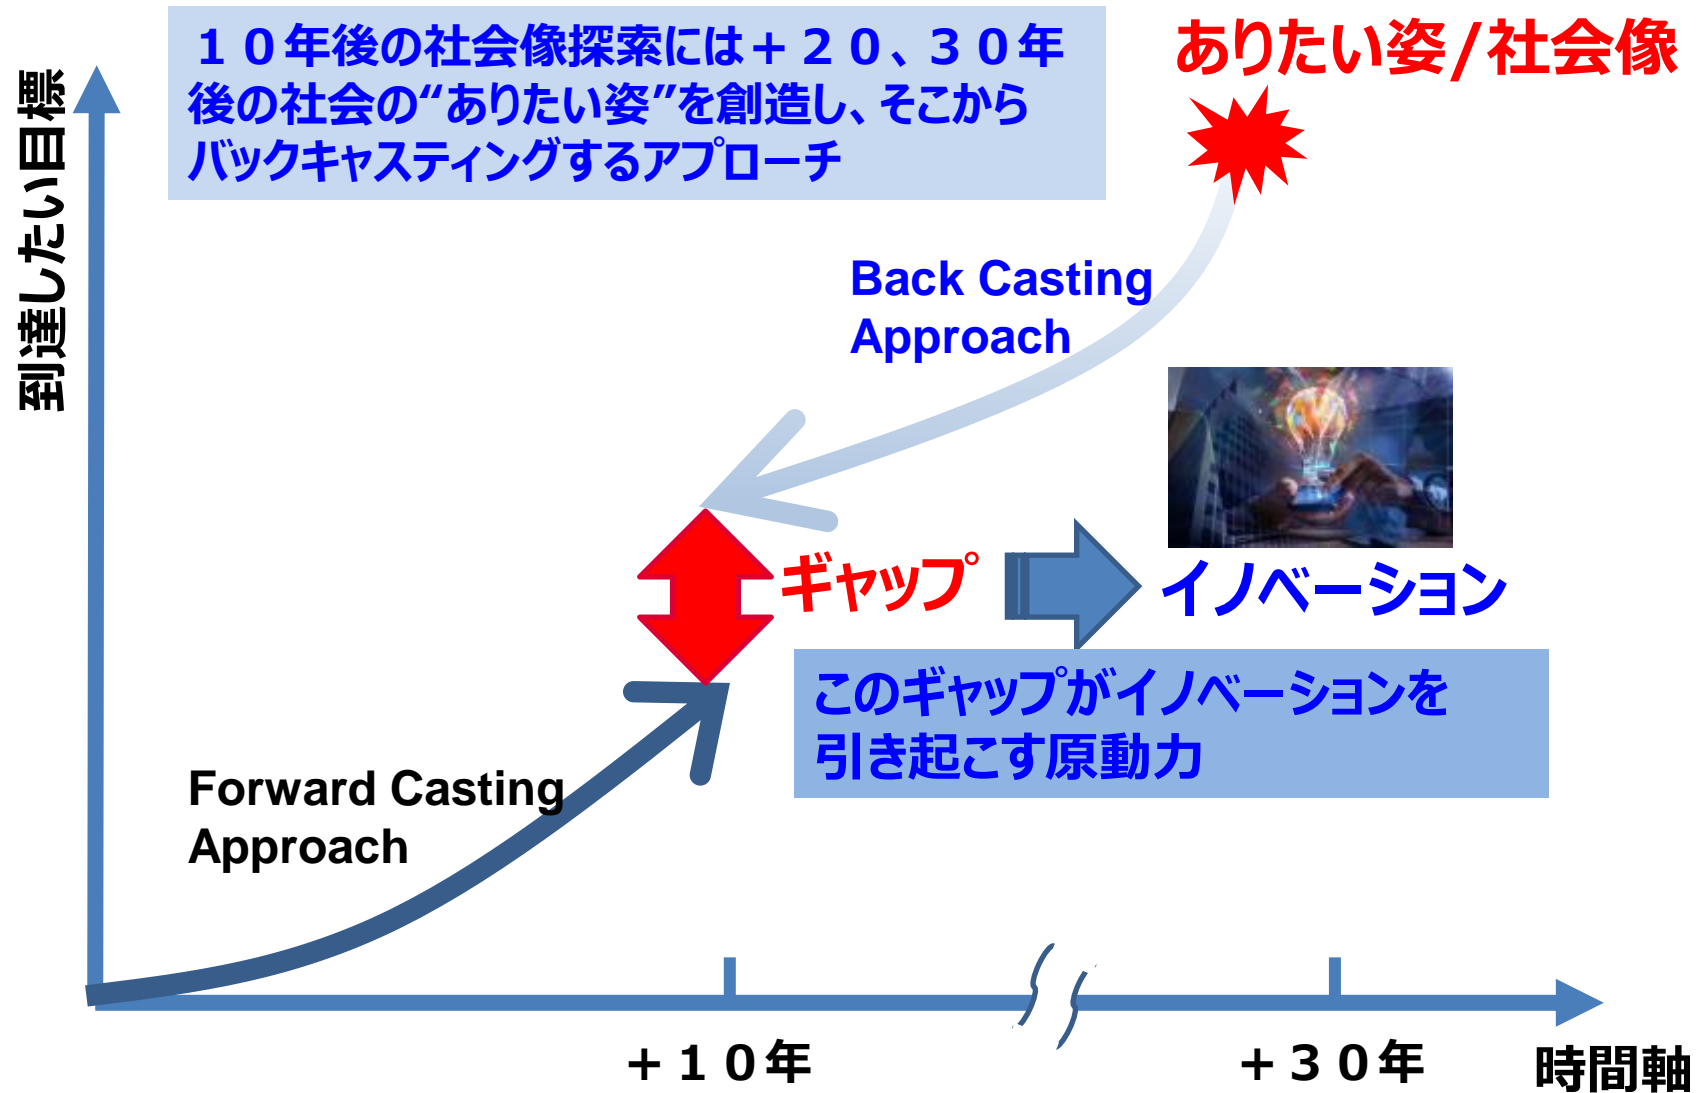 １０年後の社会像探索には＋２０、３０年
後の社会の“ありたい姿”を創造し、そこから
バックキャスティングするアプローチ
ありたい姿/社会像
到達したい目標
Back Casting
Approach
ギャップ
イノベーション
このギャップがイノベーションを
引き起こす原動力
Forward Casting
Approach
＋１０年
＋３０年
時間軸